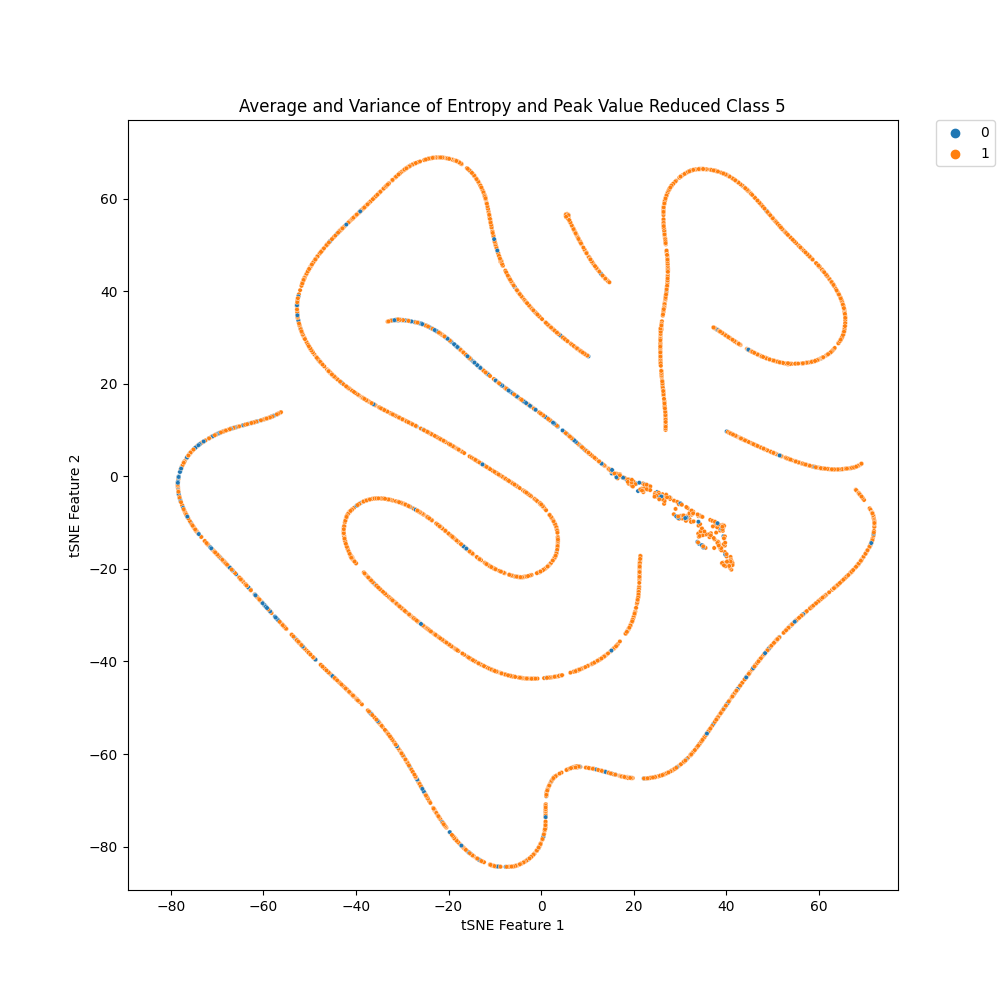 Average and Variance of Entropy and Peak Value Reduced Class 5
0
1
60
40
20
0
−20
−40
−60
−80
tSNE Feature 2
−80 −60 −40 −20 0 20 40 60
tSNE Feature 1